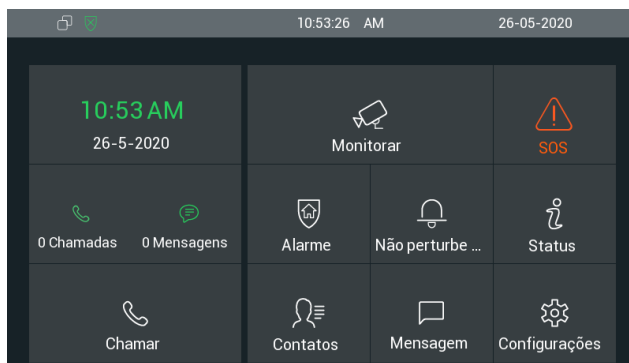 10:53:26 AM 26-05-2020
10:53 AM
26-5-2020
Monitorar
SOS
0 Chamadas 0 Mensagens
Alarme
Não perturbe ...
Status
Chamar
Contatos
Mensagem
Configurações